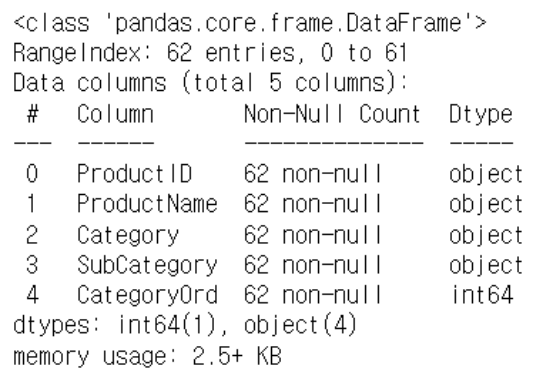 <class 'pandas.core.frame.DataFrame'>
RangeIndex: 62 entries, 0 to 61
Data columns (total 5 columns):
 #   Column       Non-Null Count  Dtype
---  ------       --------------  -----
 0   ProductID    62 non-null     object
 1   ProductName  62 non-null     object
 2   Category     62 non-null     object
 3   SubCategory  62 non-null     object
 4   CategoryOrd  62 non-null     int64
dtypes: int64(1), object(4)
memory usage: 2.5+ KB